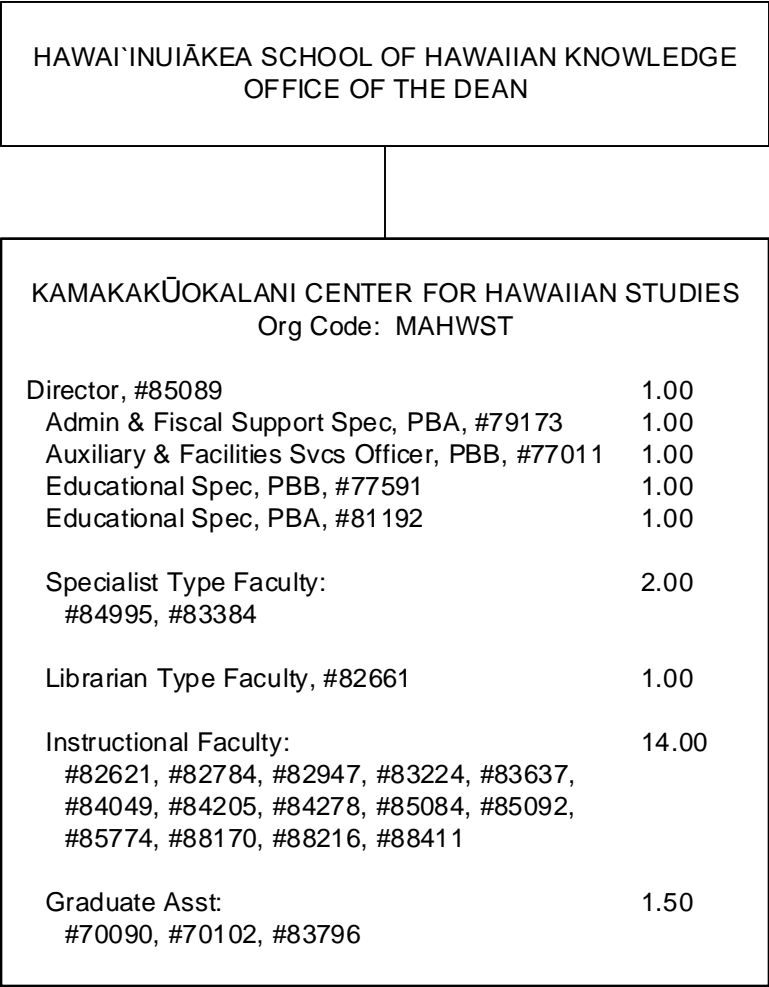 HAWAI`INUIĀKEA SCHOOL OF HAWAIIAN KNOWLEDGE
OFFICE OF THE DEAN
KAMAKAKŪOKALANI CENTER FOR HAWAIIAN STUDIES
Org Code: MAHWST
Director, #85089 1.00
Admin & Fiscal Support Spec, PBA, #79173 1.00
Auxiliary & Facilities Svcs Officer, PBB, #77011 1.00
Educational Spec, PBB, #77591 1.00
Educational Spec, PBA, #81192 1.00
Specialist Type Faculty: 2.00
#84995, #83384
Librarian Type Faculty, #82661 1.00
Instructional Faculty: 14.00
#82621, #82784, #82947, #83224, #83637,
#84049, #84205, #84278, #85084, #85092,
#85774, #88170, #88216, #88411
Graduate Asst: 1.50
#70090, #70102, #83796